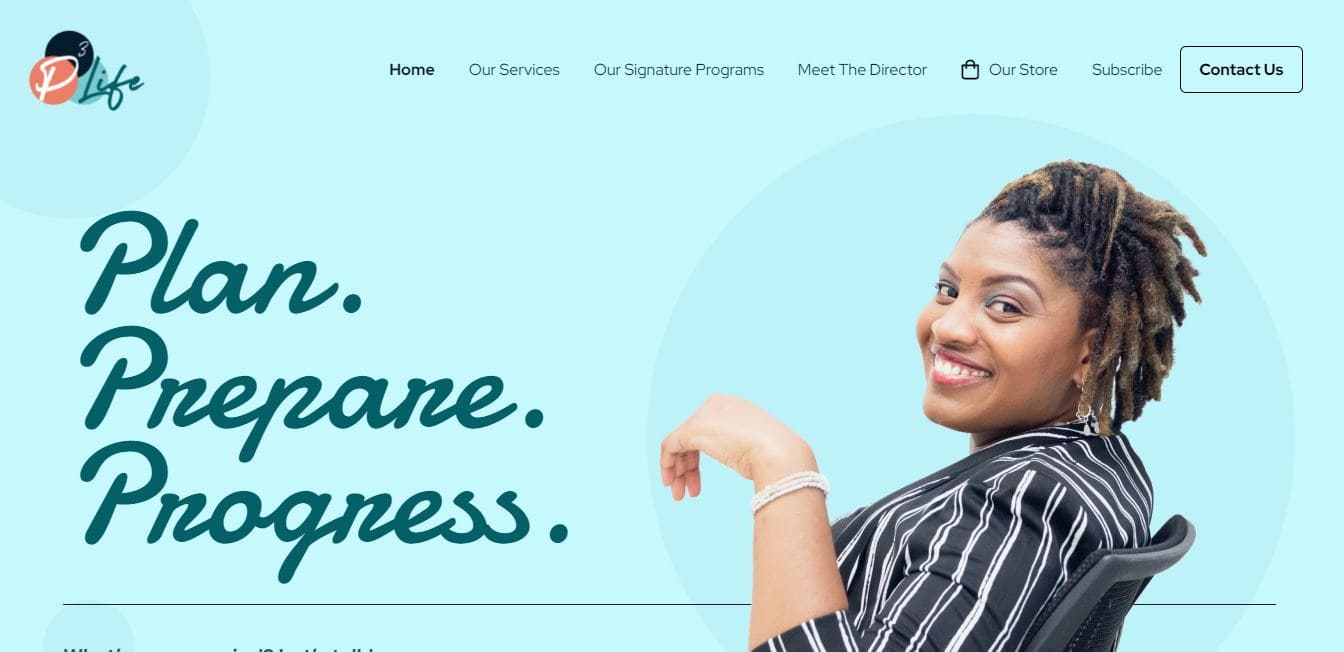 P3 Life
Home Our Services Our Signature Programs Meet The Director Our Store Subscribe Contact Us
Plan.
Prepare.
Progress.